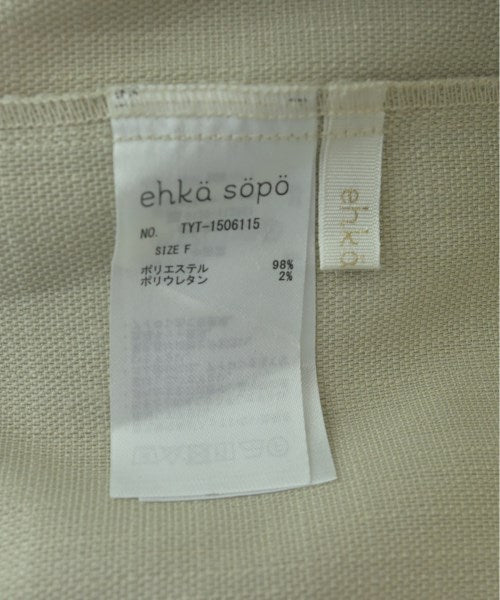 ehkä söpö
NO. TYT-1506115
SIZE F
ポリエステル 98%
ポリウレタン 2%
ehkä